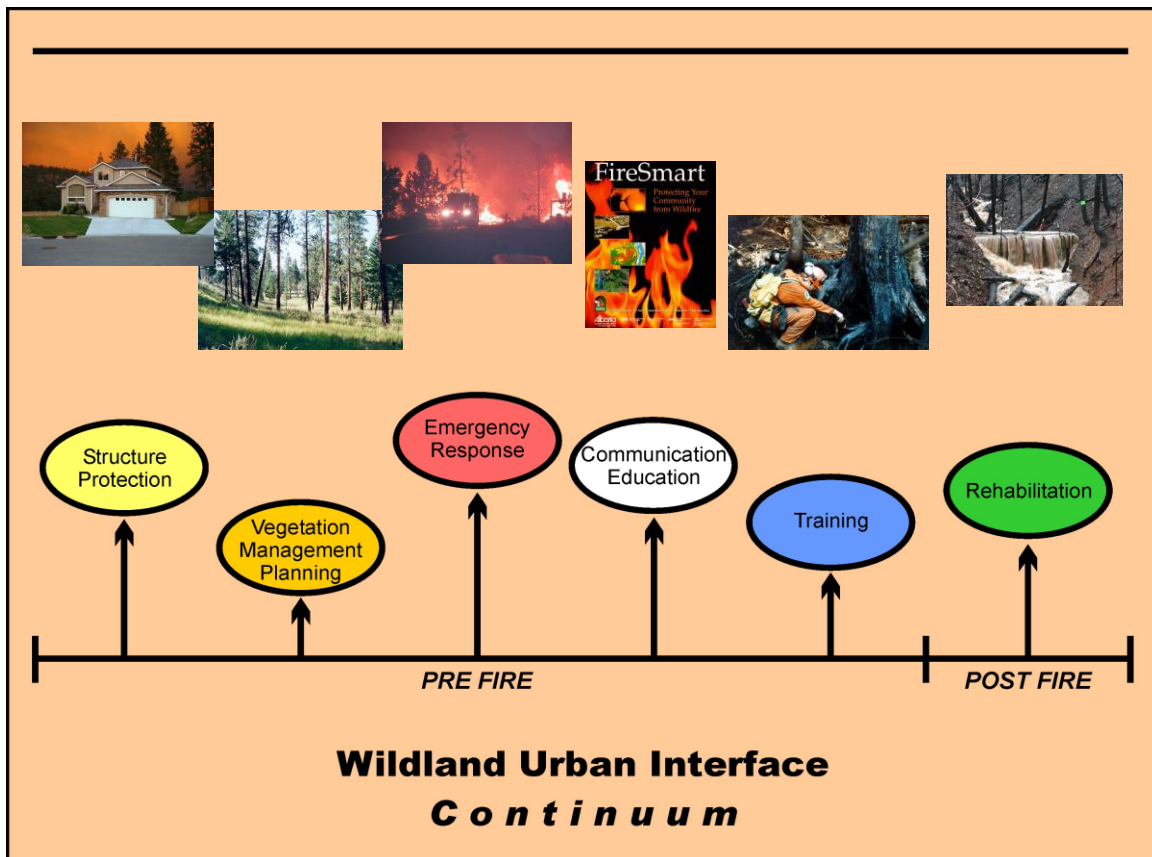 FireSmart
Protecting Your
Community
from Wildfire
Structure
Protection
Vegetation
Management
Planning
Emergency
Response
Communication
Education
Training
Rehabilitation
PRE FIRE
POST FIRE
Wildland Urban Interface
Continuum